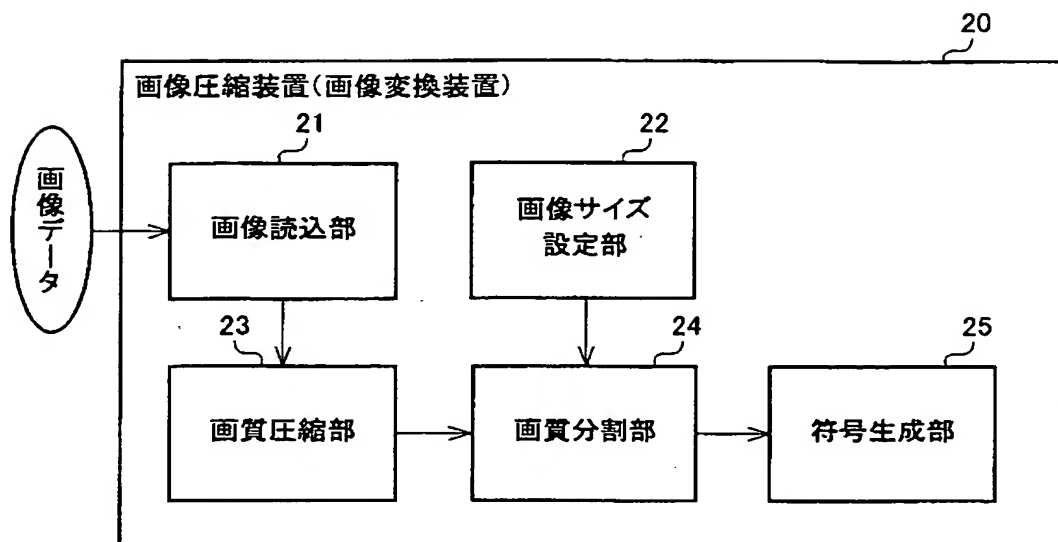 20
画像圧縮装置(画像変換装置)
画像データ
21
画像読込部
22
画像サイズ
設定部
23
画質圧縮部
24
画質分割部
25
符号生成部